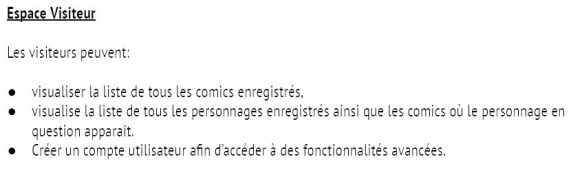 Espace Visiteur
Les visiteurs peuvent:
● visualiser la liste de tous les comics enregistrés,
● visualise la liste de tous les personnages enregistrés ainsi que les comics où le personnage en
question apparait.
● Créer un compte utilisateur afin d'accéder à des fonctionnalités avancées.